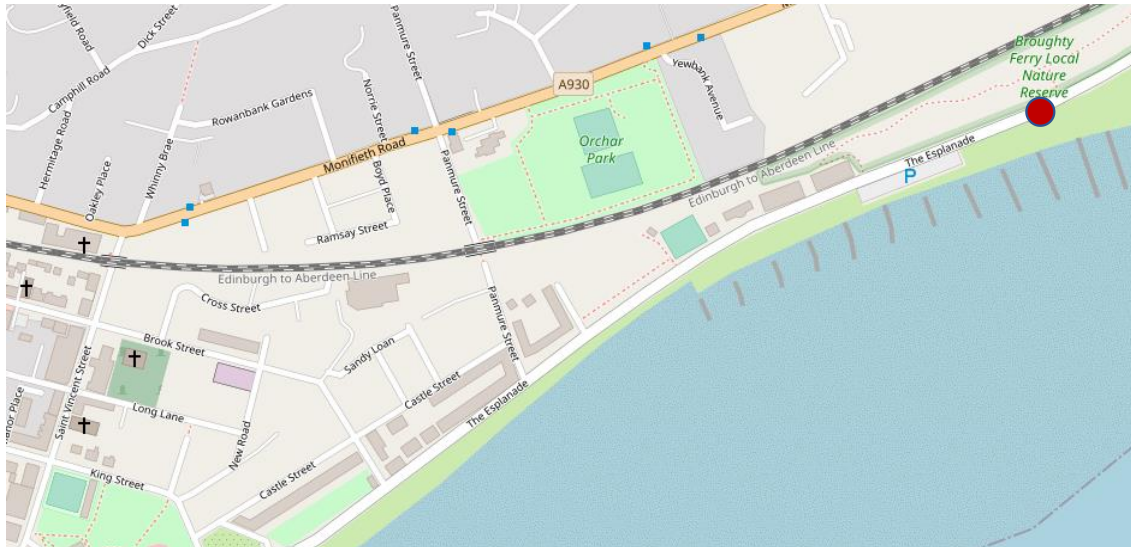 Dick Street
Camphill Road
Hermitage Road
Oakley Place
Whinny Brae
Rowanbank Gardens
Norrie Street
Panmure Street
A930
Monifieth Road
Boyd Place
Ramsay Street
Panmure Street
Orchar
Park
Yewbank Avenue
Broughty
Ferry Local
Nature
Reserve
The Esplanade
P
Edinburgh to Aberdeen Line
Edinburgh to Aberdeen Line
Cross Street
Brook Street
Saint Vincent Street
Long Lane
New Road
King Street
Sandy Loan
Panmure Street
Castle Street
The Esplanade
Castle Street